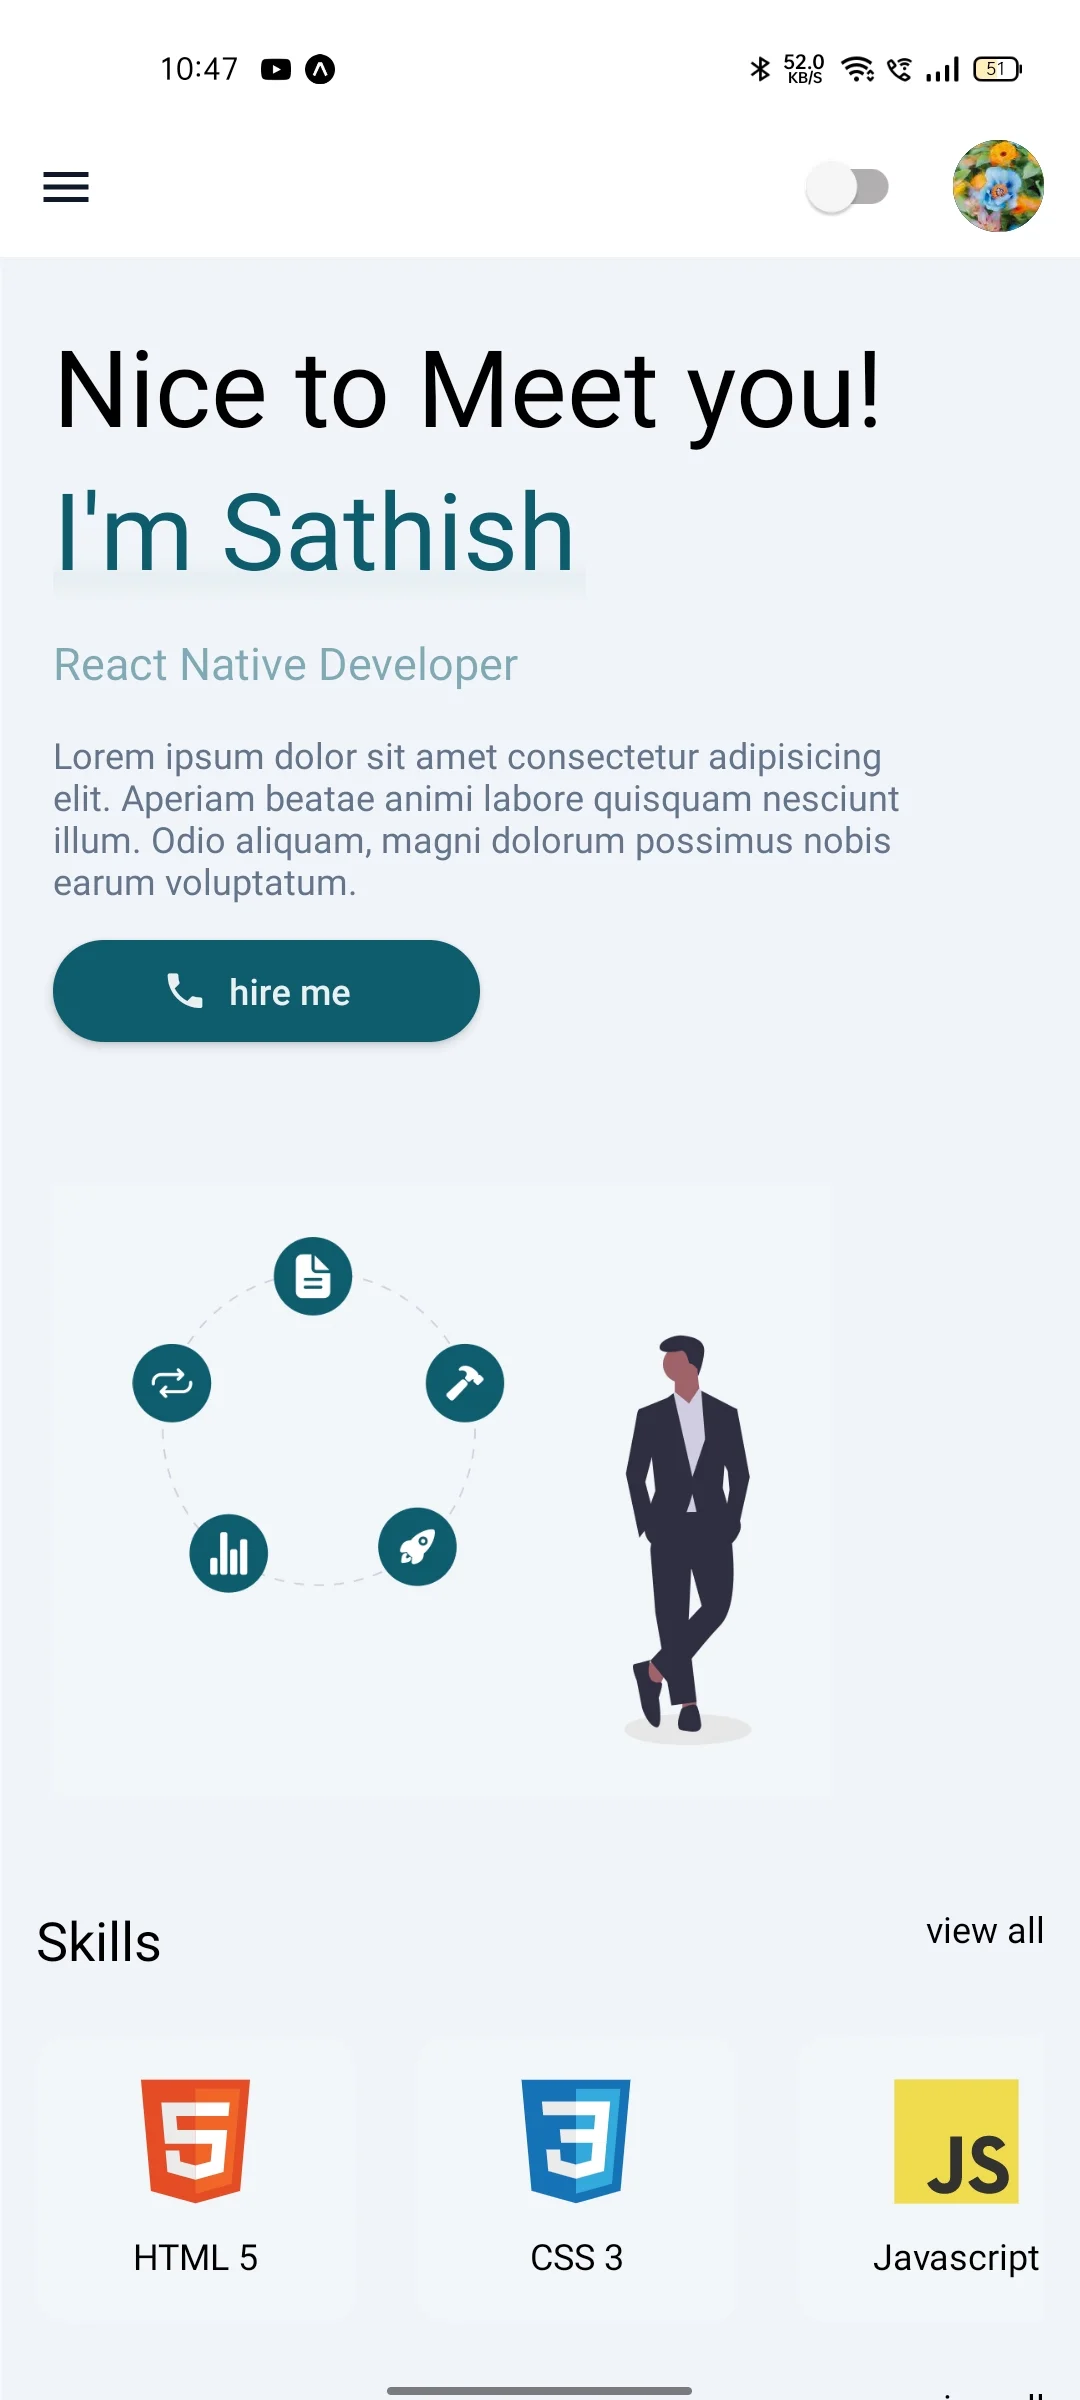 10:47
52.0
KB/S
51
Nice to Meet you!
I'm Sathish
React Native Developer
Lorem ipsum dolor sit amet consectetur adipisicing
elit. Aperiam beatae animi labore quisquam nesciunt
illum. Odio aliquam, magni dolorum possimus nobis
earum voluptatum.
hire me
Skills
view all
5
3
JS
HTML 5
CSS 3
Javascript